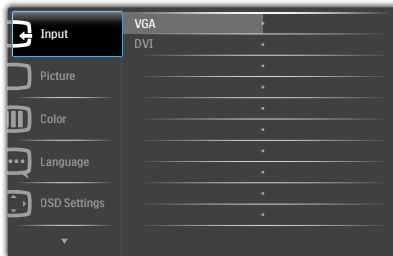 Input
Picture
Color
Language
OSD Settings
VGA
DVI